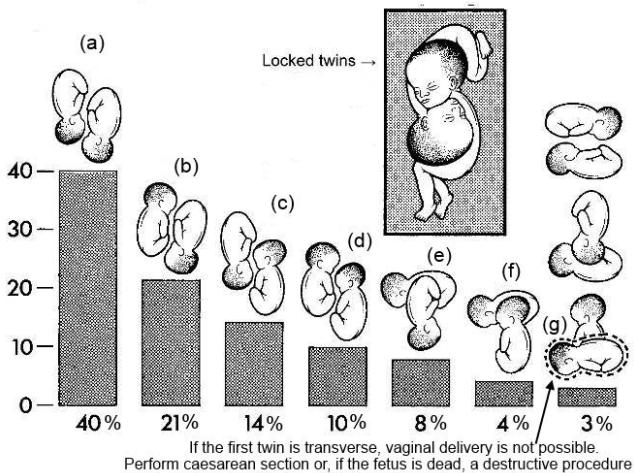 (a)
Locked twins →
(b)
(c)
(d)
(e)
(f)
(g)
40
30
20
10
0
40% 21% 14% 10% 8% 4% 3%
If the first twin is transverse, vaginal delivery is not possible.
Perform caesarean section or, if the fetus is dead, a destructive procedure